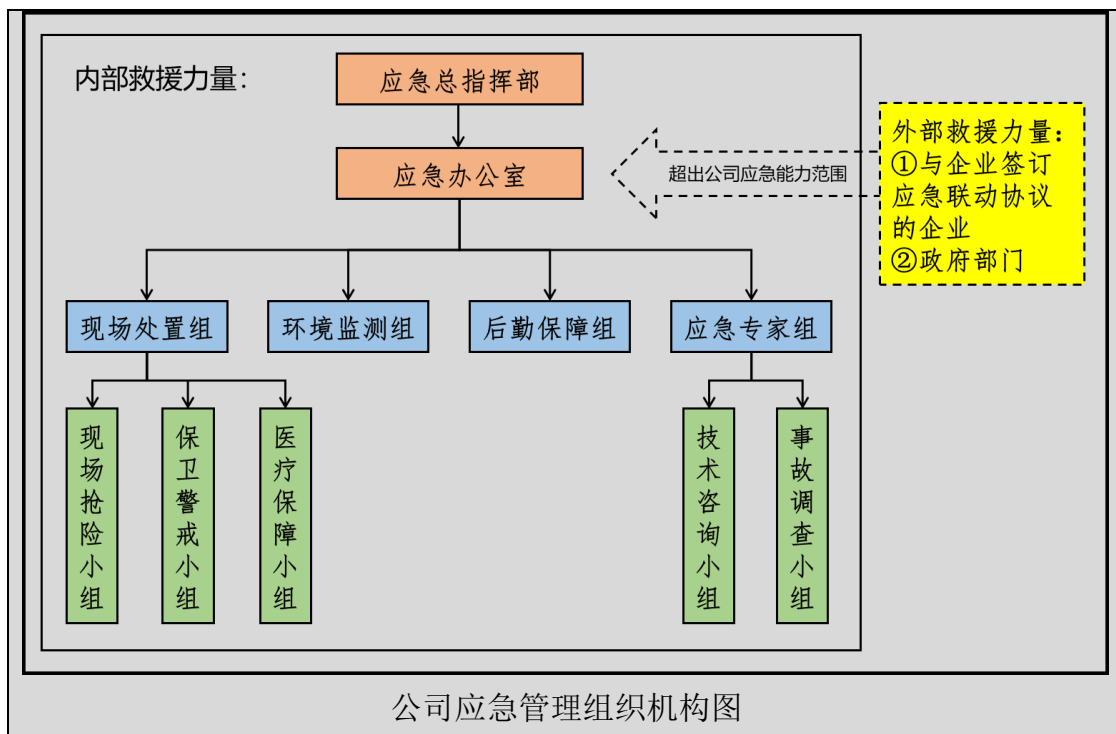 内部救援力量：
应急总指挥部
应急办公室
超出公司应急能力范围
外部救援力量：
①与企业签订
应急联动协议
的企业
②政府部门
现场处置组
环境监测组
后勤保障组
应急专家组
现场抢险小组
保卫警戒小组
医疗保障小组
技术咨询小组
事故调查小组
公司应急管理组织机构图